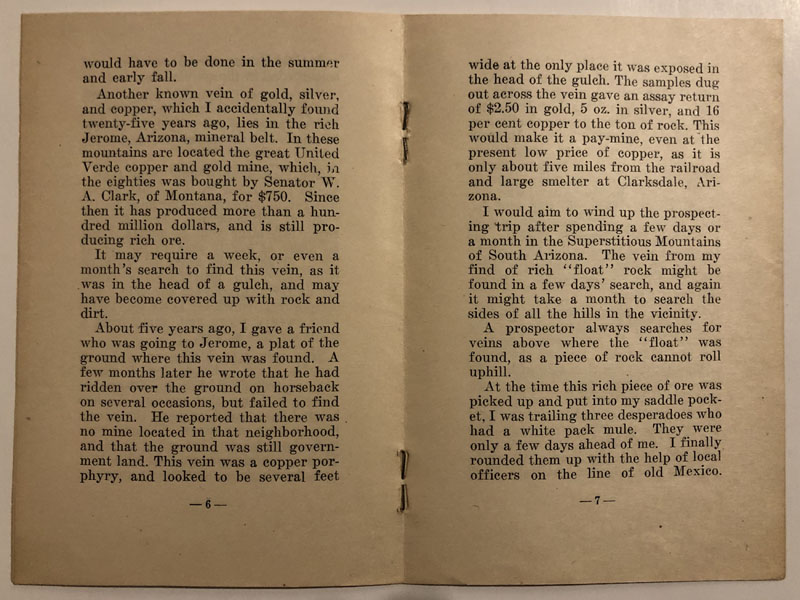 would have to be done in the summer
and early fall.
Another known vein of gold, silver,
and copper, which I accidentally found
twenty-five years ago, lies in the rich
Jerome, Arizona, mineral belt. In these
mountains are located the great United
Verde copper and gold mine, which, in
the eighties was bought by Senator W.
A. Clark, of Montana, for $750. Since
then it has produced more than a hun-
dred million dollars, and is still pro-
ducing rich ore.
It may require a week, or even a
month's search to find this vein, as it
was in the head of a gulch, and may
have become covered up with rock and
dirt.
About five years ago, I gave a friend
who was going to Jerome, a plat of the
ground where this vein was found. A
few months later he wrote that he had
ridden over the ground on horseback
on several occasions, but failed to find
the vein. He reported that there was
no mine located in that neighborhood,
and that the ground was still govern-
ment land. This vein was a copper por-
phyry, and looked to be several feet
—6—
wide at the only place it was exposed in
the head of the gulch. The samples dug
out across the vein gave an assay return
of $2.50 in gold, 5 oz. in silver, and 16
per cent copper to the ton of rock. This
would make it a pay-mine, even at the
present low price of copper, as it is
only about five miles from the railroad
and large smelter at Clarksdale, Ari-
zona.
I would aim to wind up the prospect-
ing trip after spending a few days or
a month in the Superstitious Mountains
of South Arizona. The vein from my
find of rich "float" rock might be
found in a few days' search, and again
it might take a month to search the
sides of all the hills in the vicinity.
A prospector always searches for
veins above where the "float" was
found, as a piece of rock cannot roll
uphill.
At the time this rich piece of ore was
picked up and put into my saddle pock-
et, I was trailing three desperadoes who
had a white pack mule. They were
only a few days ahead of me. I finally
rounded them up with the help of local
officers on the line of old Mexico.
—7—